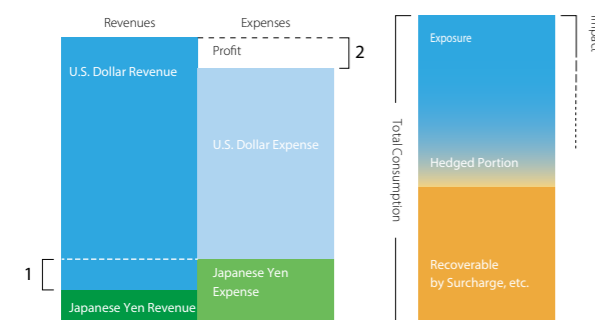 Revenues
Expenses
U.S. Dollar Revenue
Profit
2
U.S. Dollar Expense
1
Japanese Yen
Expense
Japanese Yen Revenue
Total Consumption
Exposure
Hedged Portion
Recoverable
by Surcharge, etc.